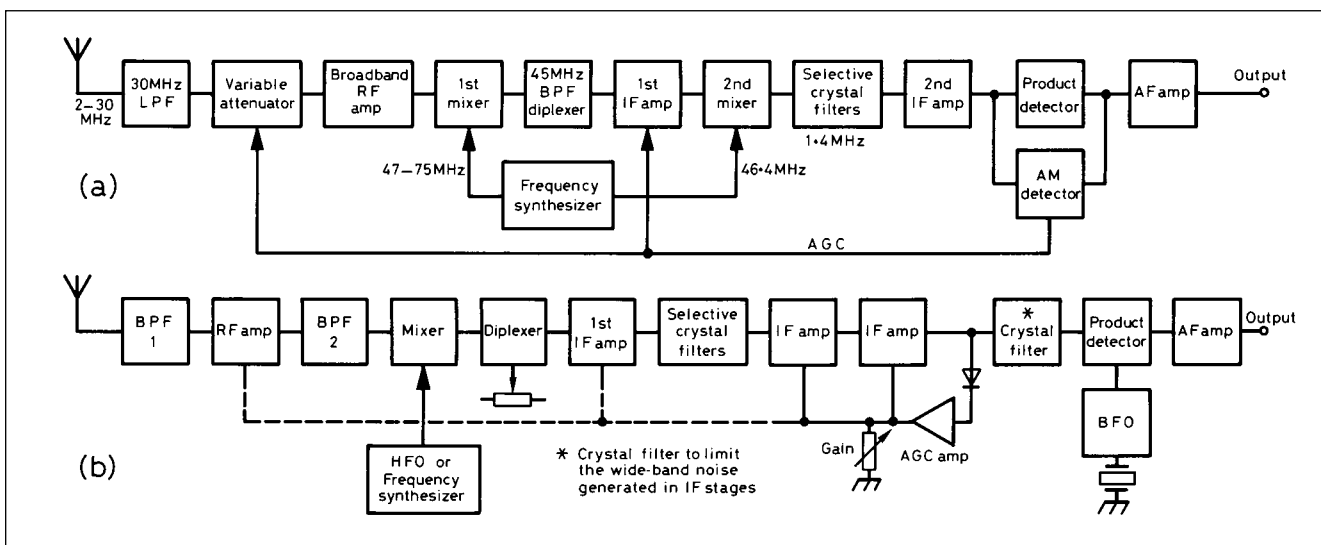 30MHz
LPF
Variable
attenuator
Broadband
RF
amp
1st
mixer
45MHz
BPF
diplexer
1st
IF amp
2nd
mixer
Selective
crystal
filters
2nd
IF amp
Product
detector
AF amp
Output
2–30
MHz
1·4MHz
47–75MHz
46·4MHz
Frequency
synthesizer
AM
detector
(a)
AGC
BPF
1
RF amp
BPF
2
Mixer
Diplexer
1st
IF amp
Selective
crystal
filters
IF amp
IF amp
*
Crystal
filter
Product
detector
AF amp
Output
BFO
Gain
AGC amp
HFO or
Frequency
synthesizer
* Crystal filter to limit
the wide-band noise
generated in IF stages
(b)